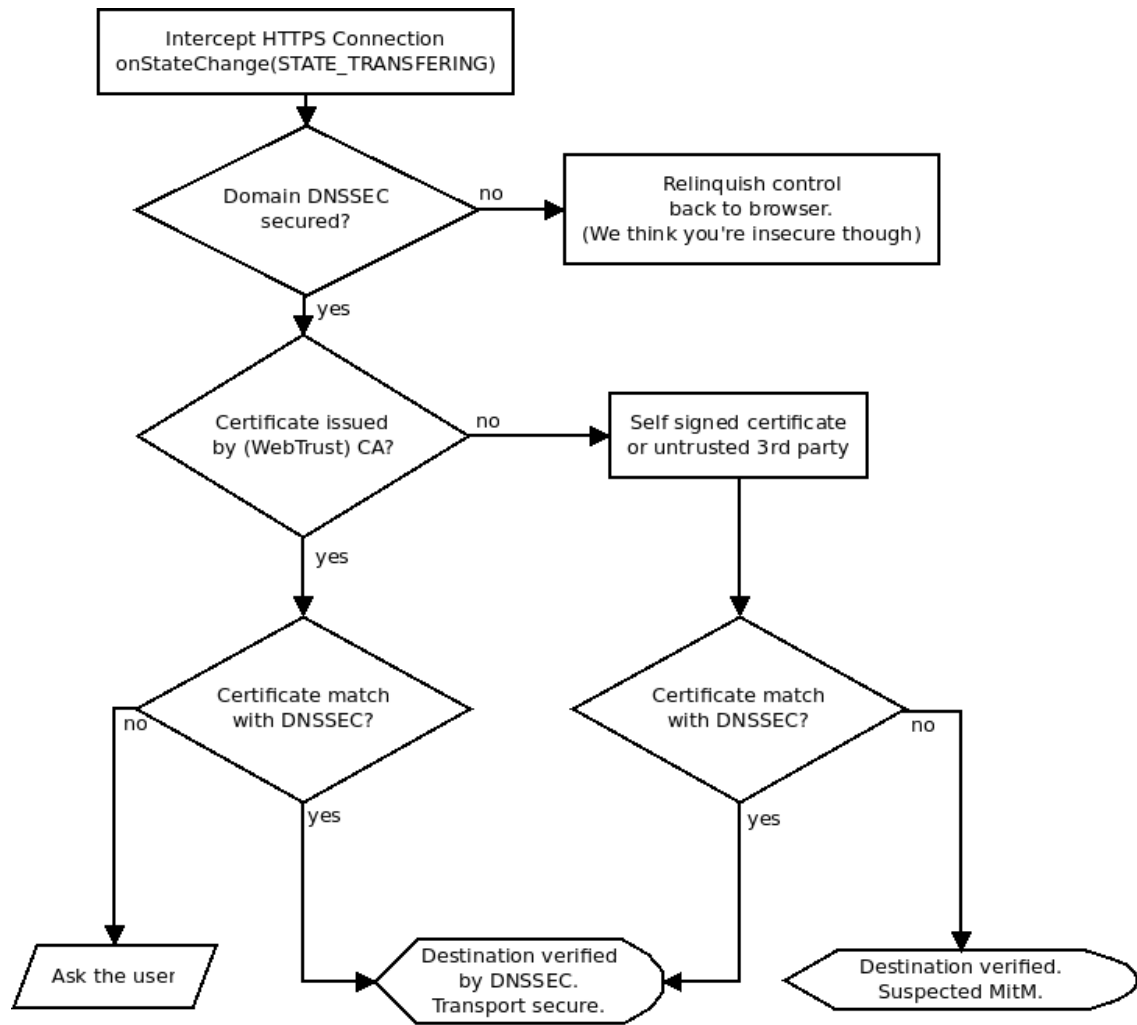 Intercept HTTPS Connection
onStateChange(STATE_TRANSFERING)
Domain DNSSEC
secured?
no
Relinquish control
back to browser.
(We think you're insecure though)
yes
Certificate issued
by (WebTrust) CA?
no
Self signed certificate
or untrusted 3rd party
yes
Certificate match
with DNSSEC?
no
yes
Certificate match
with DNSSEC?
no
yes
Ask the user
Destination verified
by DNSSEC.
Transport secure.
Destination verified.
Suspected MitM.